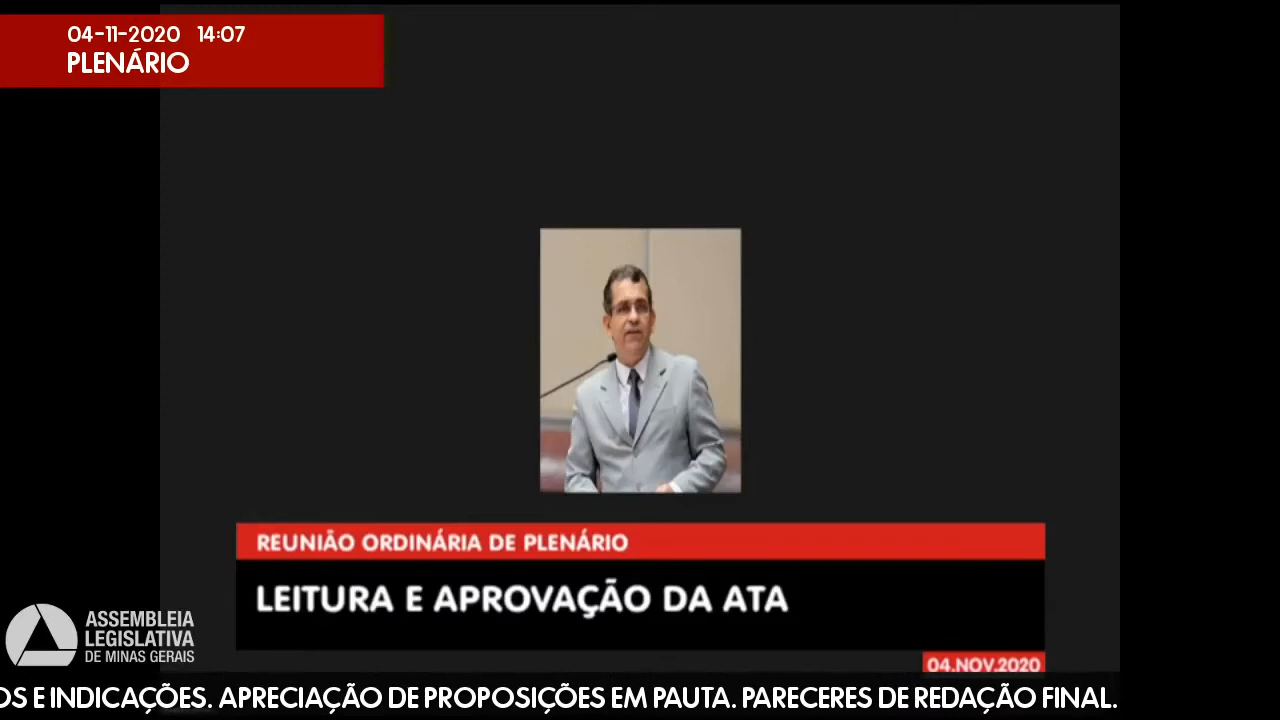 04-11-2020 14:07
PLENÁRIO
REUNIÃO ORDINÁRIA DE PLENÁRIO
LEITURA E APROVAÇÃO DA ATA
ASSEMBLEIA
LEGISLATIVA
DE MINAS GERAIS
04.NOV.2020
OS E INDICAÇÕES. APRECIAÇÃO DE PROPOSIÇÕES EM PAUTA. PARECERES DE REDAÇÃO FINAL.